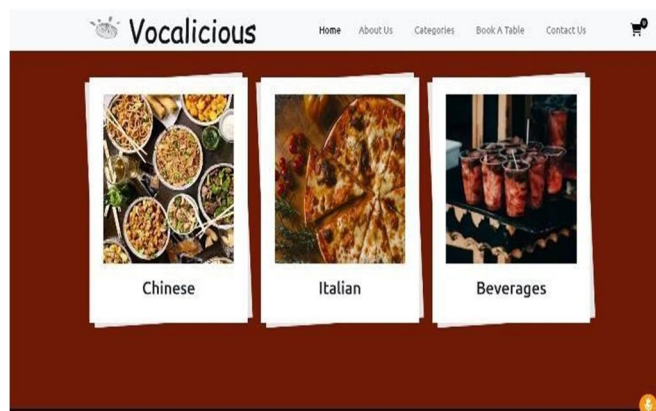 Vocalicious
Home About Us Categories Book A Table Contact Us
0
Chinese Italian Beverages